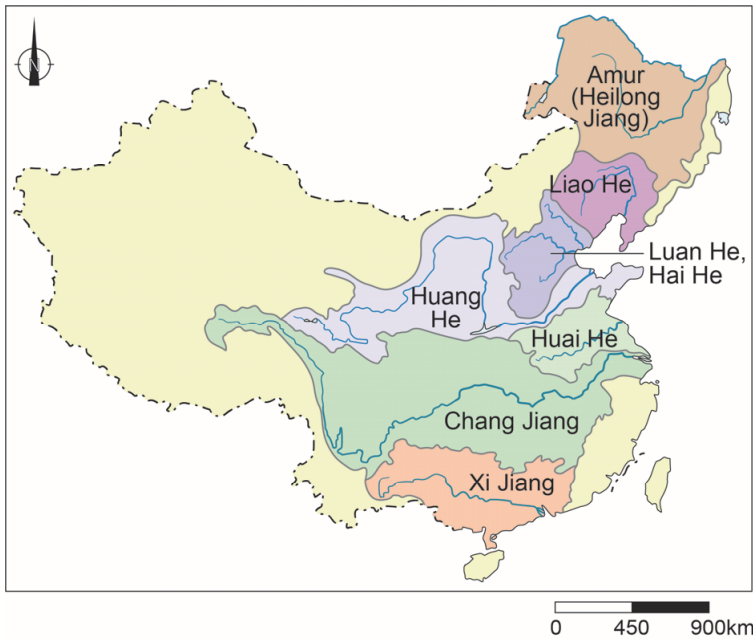 N
Amur
(Heilong
Jiang)
Liao He
Luan He,
Hai He
Huang
He
Huai He
Chang Jiang
Xi Jiang
0 450 900km